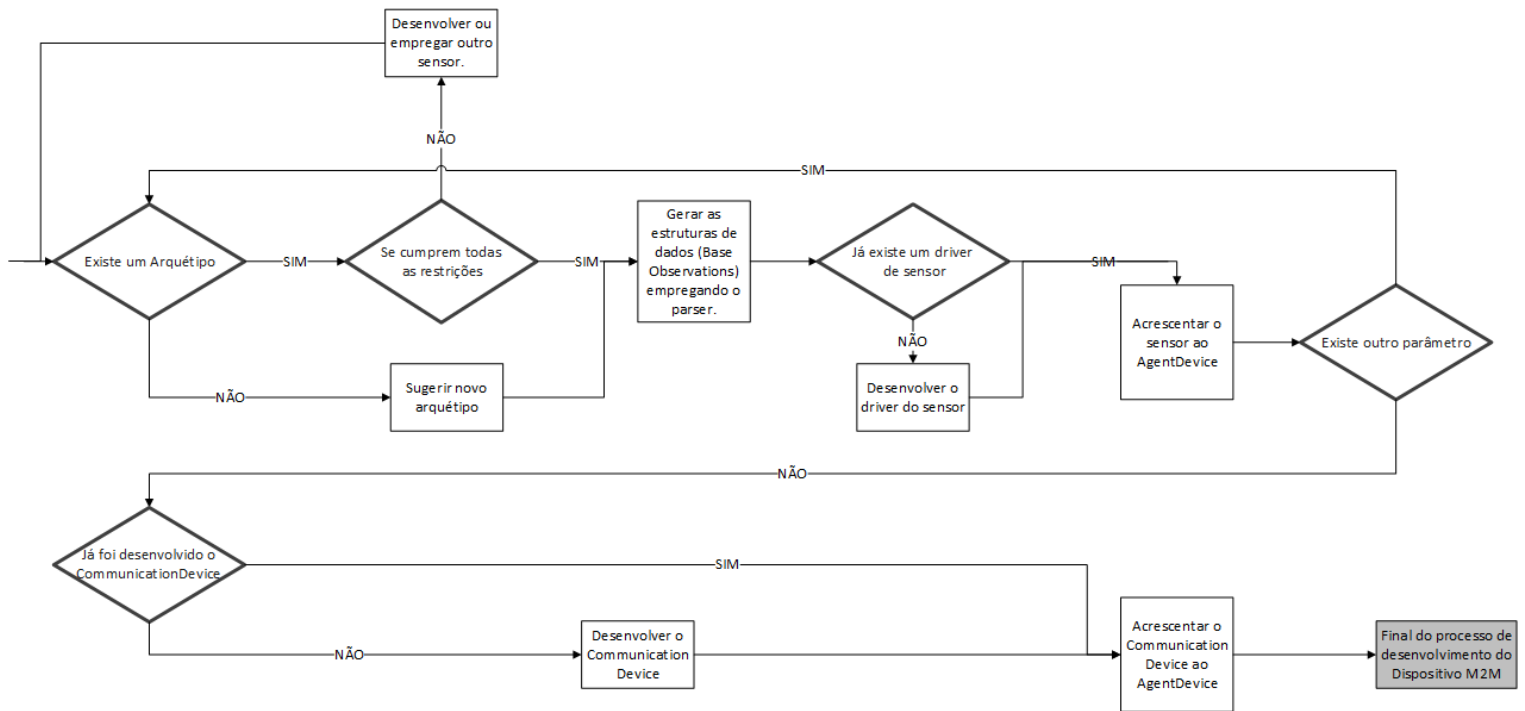 Desenvolver ou
empregar outro
sensor.
NÃO
SIM
Existe um Arquétipo
SIM
Se cumprem todas
as restrições
SIM
Gerar as
estruturas de
dados (Base
Observations)
empregando o
parser.
Já existe um driver
de sensor
SIM
NÃO
Desenvolver o
driver do sensor
Acrescentar o
sensor ao
AgentDevice
Existe outro parâmetro
NÃO
Sugerir novo
arquétipo
NÃO
Já foi desenvolvido o
CommunicationDevice
SIM
NÃO
Desenvolver o
Communication
Device
Acrescentar o
Communication
Device ao
AgentDevice
Final do processo de
desenvolvimento do
Dispositivo M2M